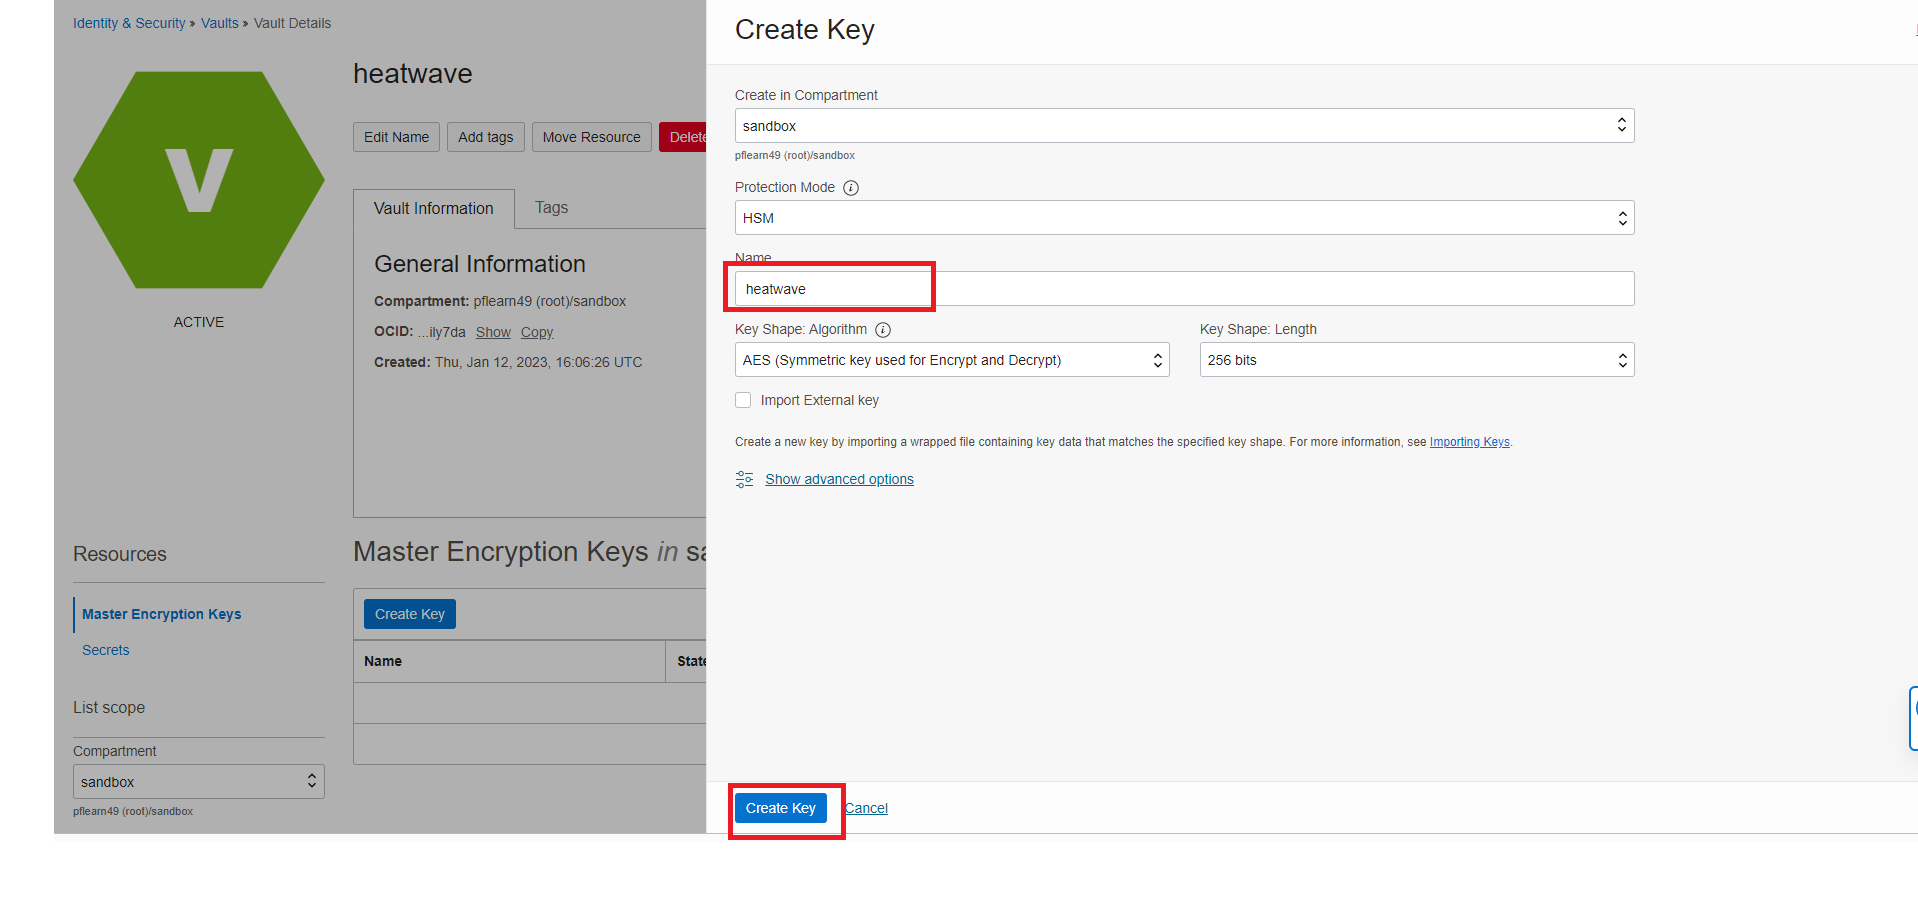 Identity & Security » Vaults » Vault Details
V
ACTIVE
heatwave
Edit Name
Add tags
Move Resource
Delete
Vault Information
Tags
General Information
Compartment: pflearn49 (root)/sandbox
OCID: ...ily7da Show Copy
Created: Thu, Jan 12, 2023, 16:06:26 UTC
Resources
Master Encryption Keys
Secrets
List scope
Compartment
sandbox
pflearn49 (root)/sandbox
Master Encryption Keys in sa
Create Key
Name
State
Create Key
Create in Compartment
sandbox
pflearn49 (root)/sandbox
Protection Mode
HSM
Name
heatwave
Key Shape: Algorithm
AES (Symmetric key used for Encrypt and Decrypt)
Key Shape: Length
256 bits
Import External key
Create a new key by importing a wrapped file containing key data that matches the specified key shape. For more information, see Importing Keys.
Show advanced options
Create Key
Cancel